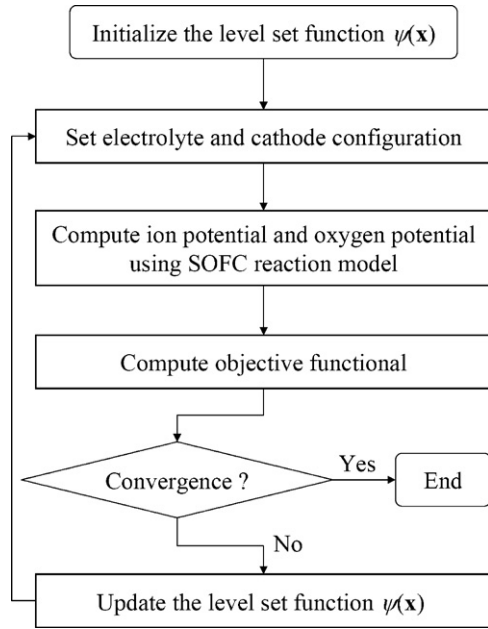 Initialize the level set function ψ(x)
Set electrolyte and cathode configuration
Compute ion potential and oxygen potential
using SOFC reaction model
Compute objective functional
Convergence ?
Yes
End
No
Update the level set function ψ(x)